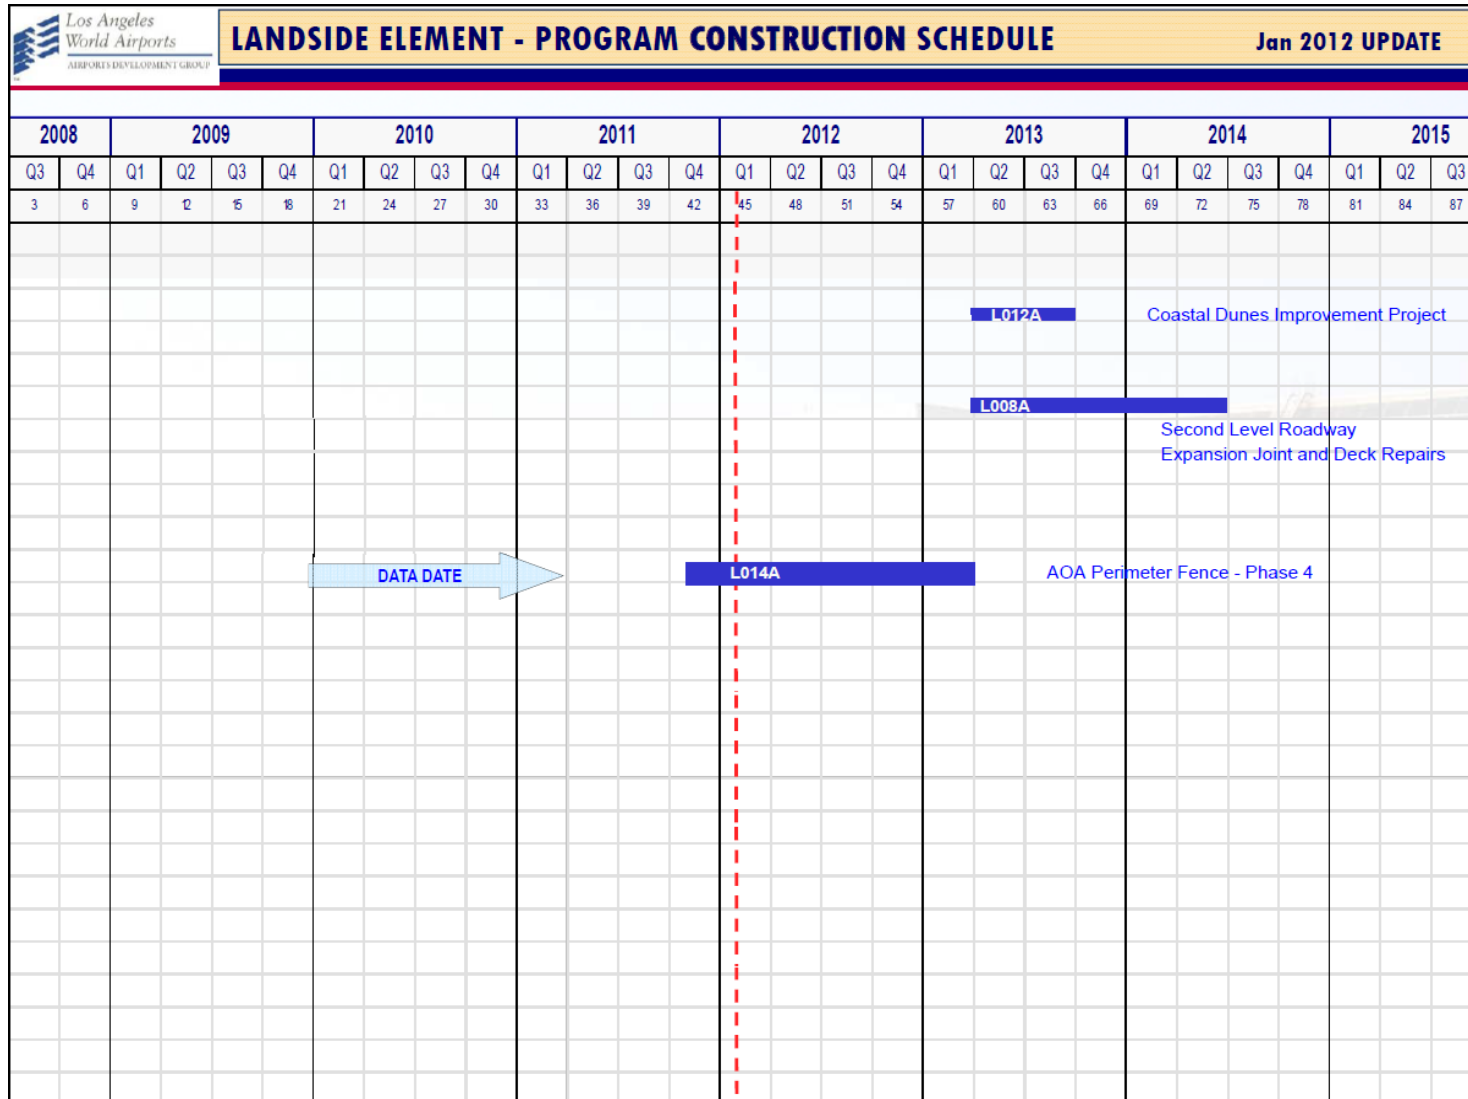 Los Angeles
World Airports
AIRPORTS DEVELOPMENT GROUP
LANDSIDE ELEMENT - PROGRAM CONSTRUCTION SCHEDULE
Jan 2012 UPDATE
2008 2009 2010 2011 2012 2013 2014 2015
Q3 Q4 Q1 Q2 Q3 Q4 Q1 Q2 Q3 Q4 Q1 Q2 Q3 Q4 Q1 Q2 Q3 Q4 Q1 Q2 Q3 Q4 Q1 Q2 Q3 Q4 Q1 Q2 Q3
3 6 9 12 15 18 21 24 27 30 33 36 39 42 45 48 51 54 57 60 63 66 69 72 75 78 81 84 87
L012A Coastal Dunes Improvement Project
L008A
Second Level Roadway
Expansion Joint and Deck Repairs
DATA DATE L014A AOA Perimeter Fence - Phase 4